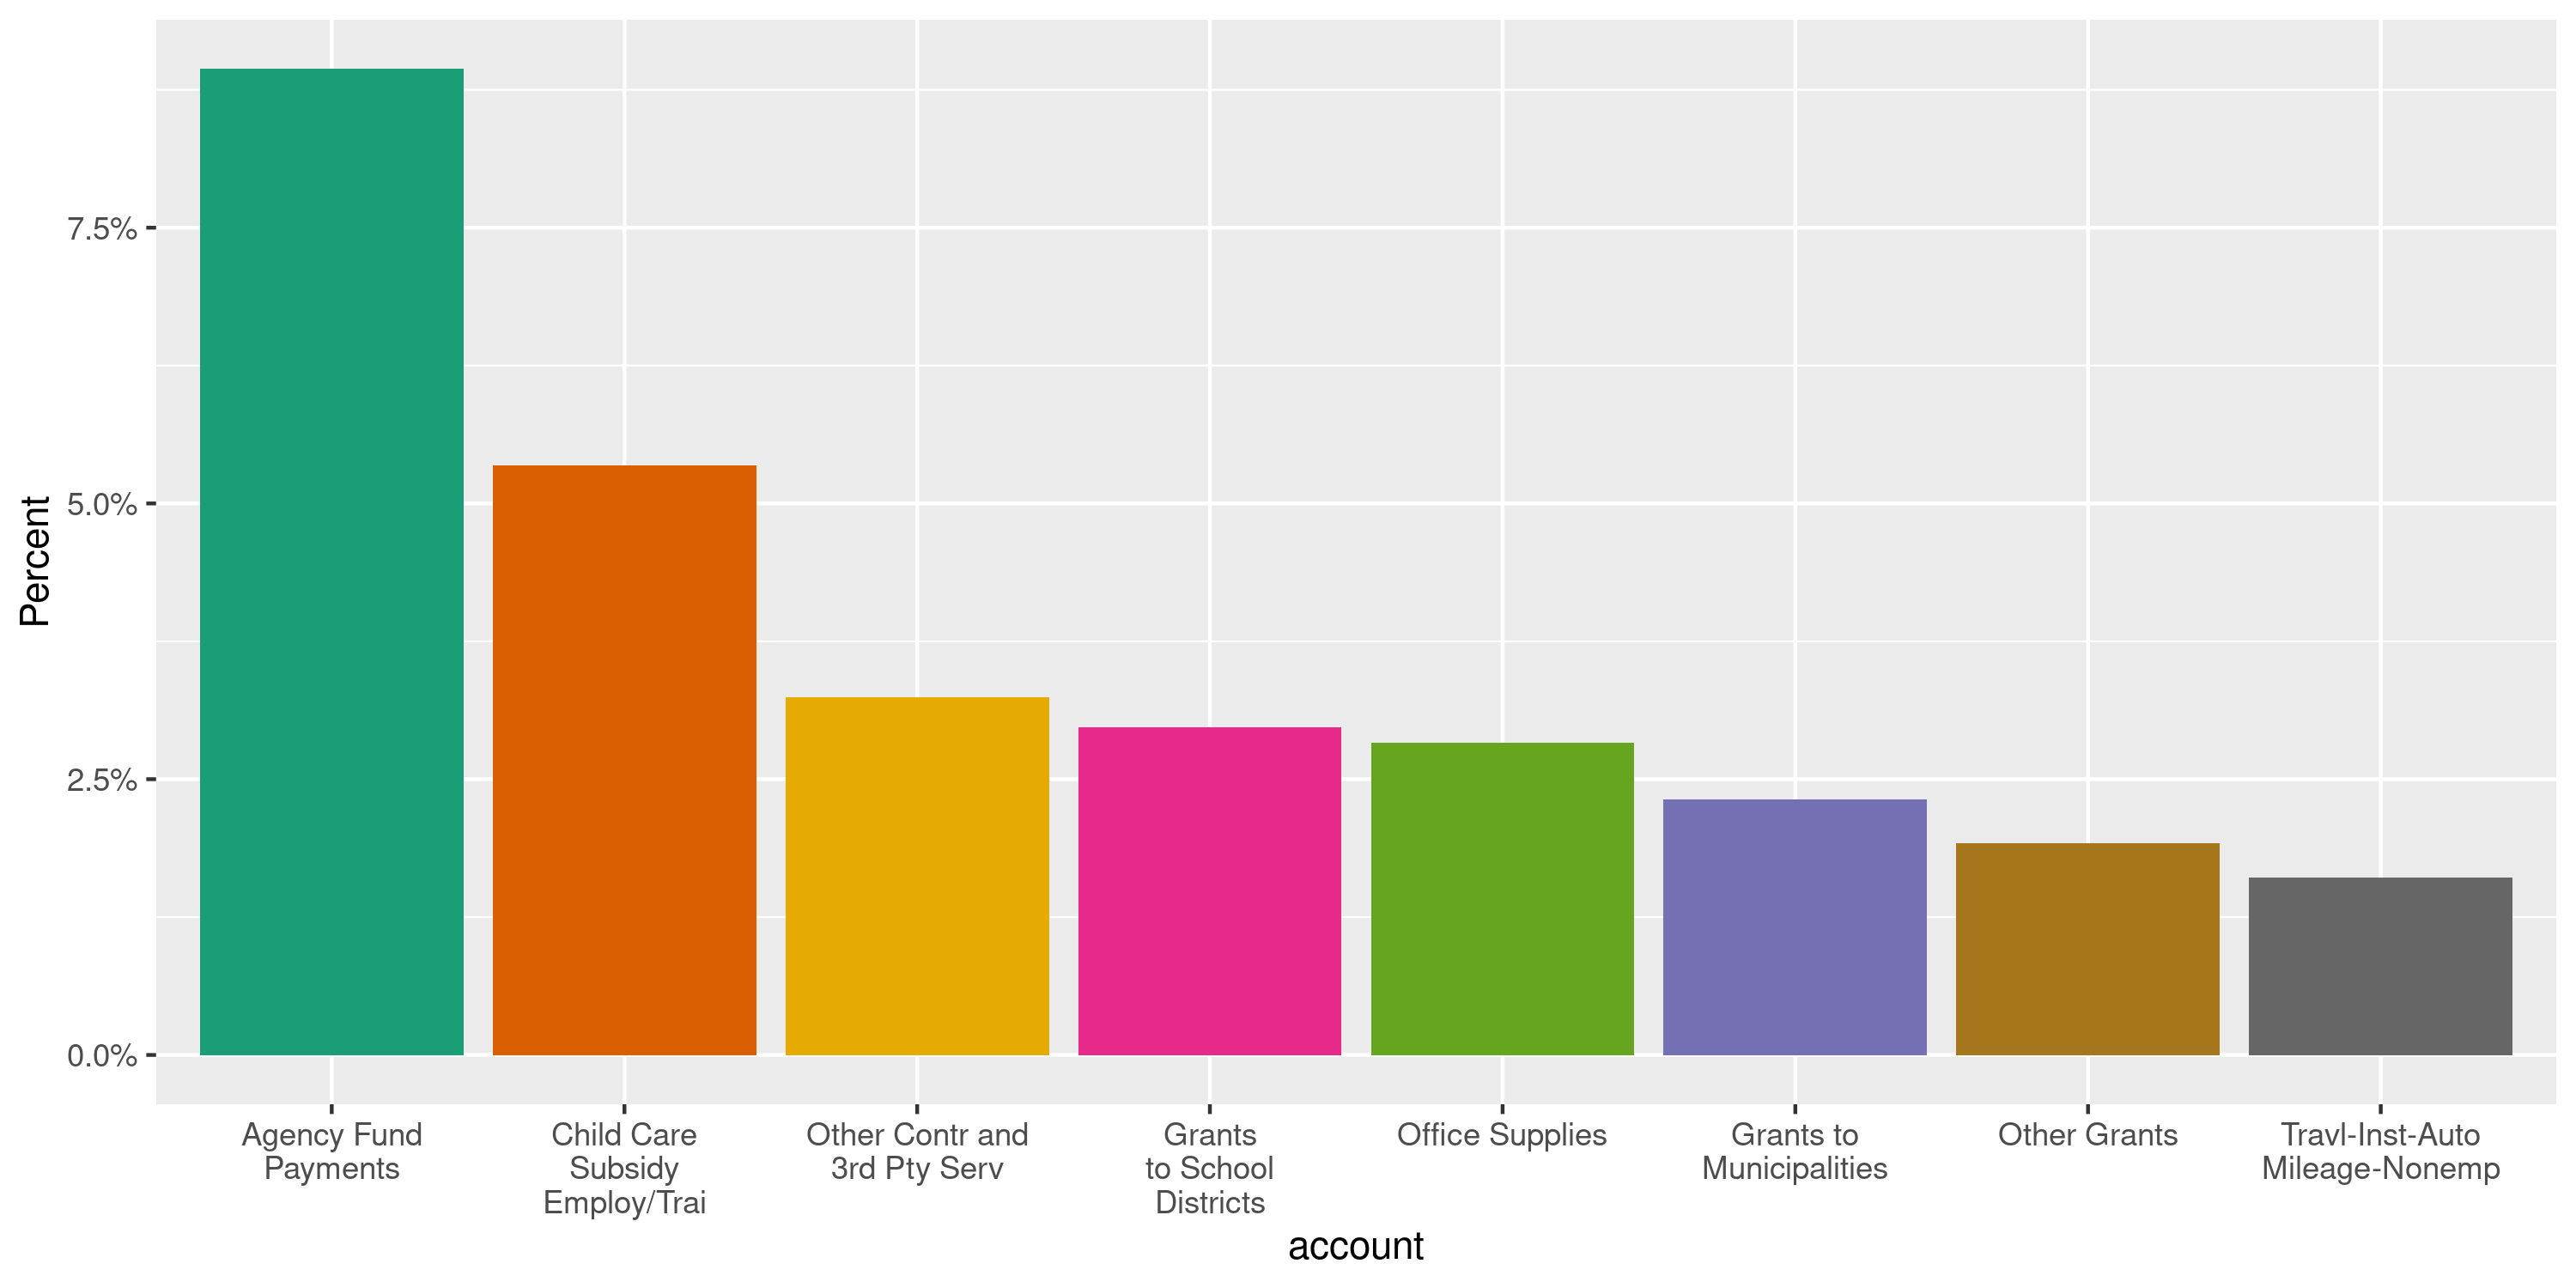 Percent
7.5%
5.0%
2.5%
0.0%
Agency Fund
Payments
Child Care
Subsidy
Employ/Trai
Other Contr and
3rd Pty Serv
Grants
to School
Districts
Office Supplies
Grants to
Municipalities
Other Grants
Travl-Inst-Auto
Mileage-Nonemp
account